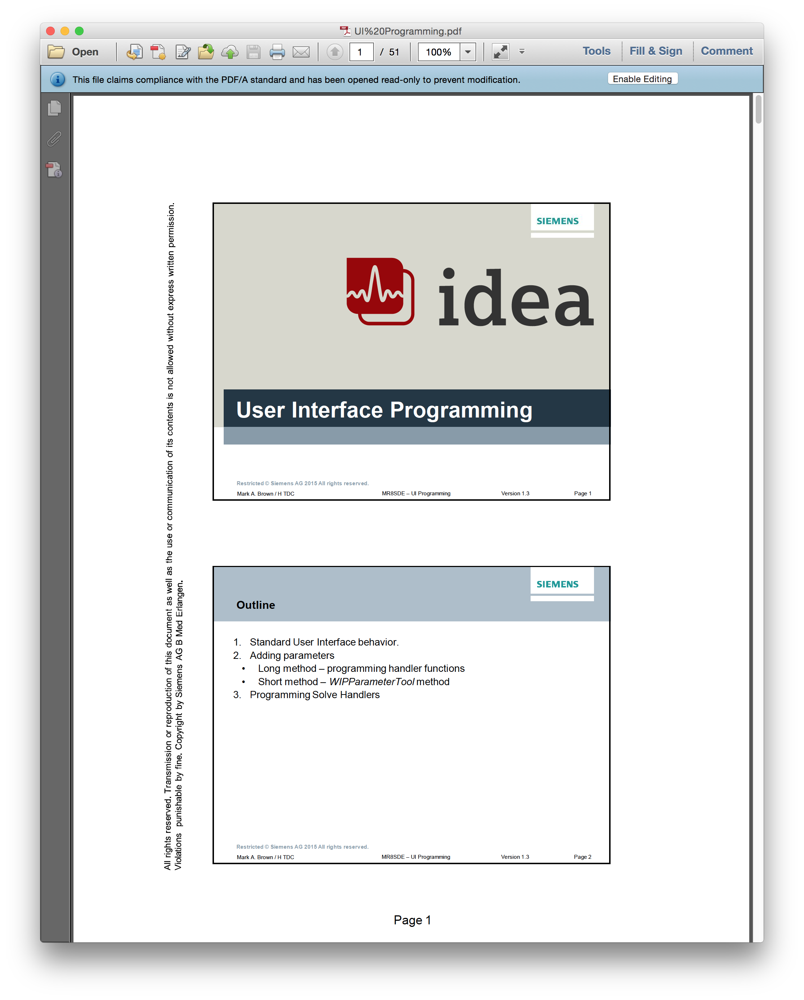 UI%20Programming.pdf
Open
1 / 51
100%
Tools
Fill & Sign
Comment
This file claims compliance with the PDF/A standard and has been opened read-only to prevent modification.
Enable Editing
All rights reserved. Transmission or reproduction of this document as well as the use or communication of its contents is not allowed without express written permission.
Violations punishable by fine. Copyright by Siemens AG B Med Erlangen.
SIEMENS
idea
User Interface Programming
Restricted © Siemens AG 2015 All rights reserved.
Mark A. Brown / H TDC MR8SDE – UI Programming Version 1.3 Page 1
SIEMENS
Outline
1. Standard User Interface behavior.
2. Adding parameters
• Long method – programming handler functions
• Short method – WIPParameterTool method
3. Programming Solve Handlers
Restricted © Siemens AG 2015 All rights reserved.
Mark A. Brown / H TDC MR8SDE – UI Programming Version 1.3 Page 2
Page 1